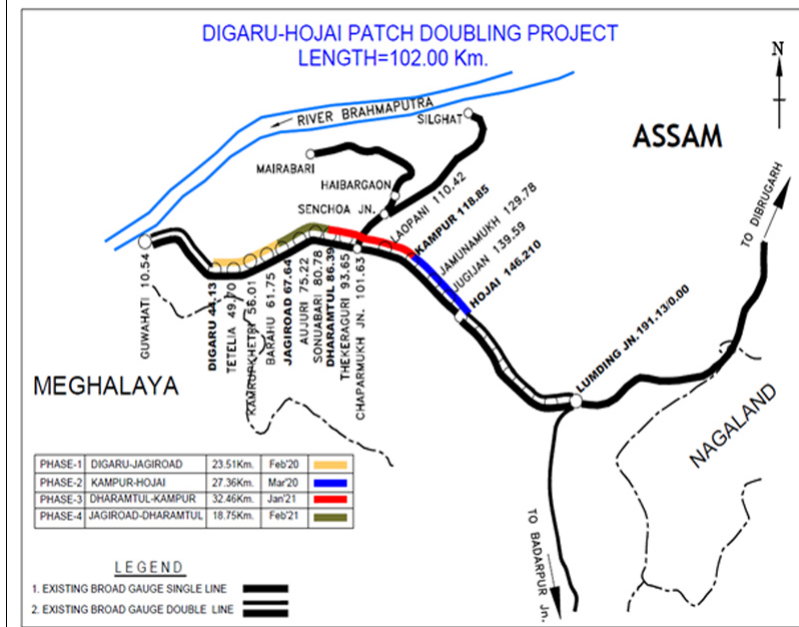 DIGARU-HOJAI PATCH DOUBLING PROJECT
LENGTH=102.00 Km.
N
RIVER BRAHMAPUTRA
SILGHAT
ASSAM
MAIRABARI
HAIBARGAON
SENCHOA JN.
LAOPANI 110.42
KAMPUR 118.85
JAMUNAMUKH 129.78
JUGIJAN 139.59
HOJAI 146.210
TO DIBRUGARH
GUWAHATI 10.54
DIGARU 44.13
TETELIA 49.70
KAMRUPKHETRI 56.01
BARAHU 61.75
JAGIROAD 67.64
AUJURI 75.22
SONUABARI 80.78
DHARAMTUL 86.39
THEKERAGURI 93.65
CHAPARMUKH JN. 101.63
LUMDING JN.191.13/0.00
MEGHALAYA
NAGALAND
TO BADARPUR Jn.
PHASE-1 DIGARU-JAGIROAD 23.51Km. Feb'20
PHASE-2 KAMPUR-HOJAI 27.36Km. Mar'20
PHASE-3 DHARAMTUL-KAMPUR 32.46Km. Jan'21
PHASE-4 JAGIROAD-DHARAMTUL 18.75Km. Feb'21
LEGEND
1. EXISTING BROAD GAUGE SINGLE LINE
2. EXISTING BROAD GAUGE DOUBLE LINE